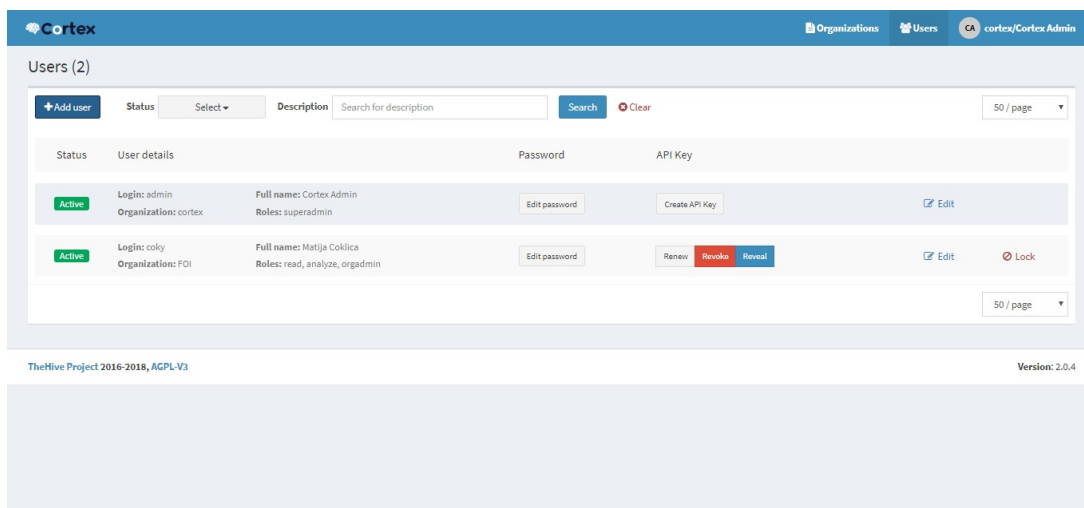 Cortex
Organizations Users CA cortex/Cortex Admin
Users (2)
Add user Status Select Description Search for description Search Clear 50 / page
Status User details Password API Key
Active Login: admin Full name: Cortex Admin Edit password Create API Key Edit
Organization: cortex Roles: superadmin
Active Login: coky Full name: Matija Coklica Edit password Renew Revoke Reveal Edit Lock
Organization: FOI Roles: read, analyze, orgadmin
50 / page
TheHive Project 2016-2018, AGPL-V3 Version: 2.0.4